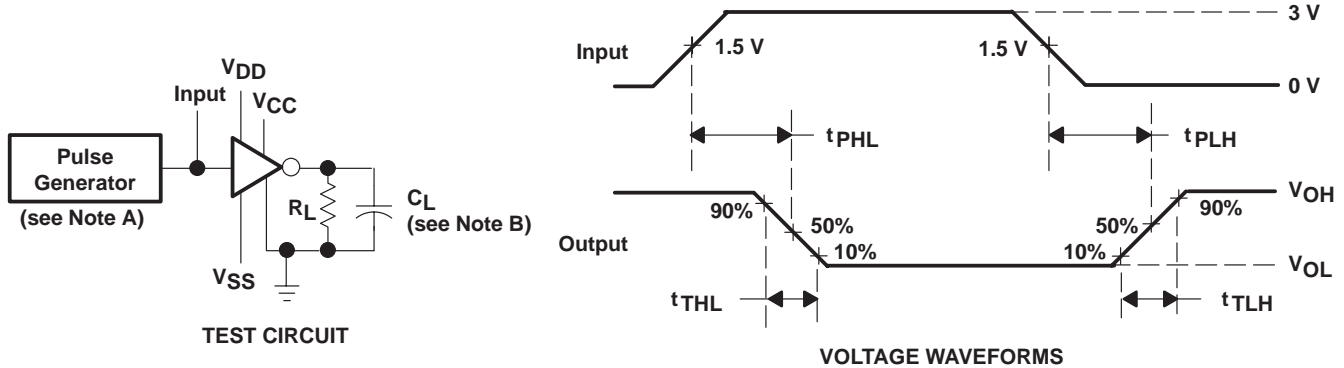 VDD
Input
VCC
Pulse
Generator
(see Note A)
RL
CL
(see Note B)
VSS
TEST CIRCUIT
3 V
Input
1.5 V
1.5 V
0 V
tPHL
tPLH
VOH
90%
90%
50%
50%
Output
10%
10%
VOL
tTHL
tTLH
VOLTAGE WAVEFORMS